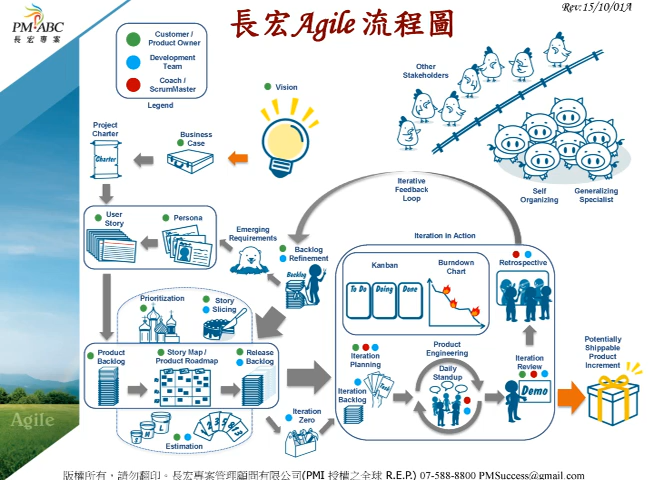 Rev:15/10/01A
PM-ABC
長宏專案
長宏Agile 流程圖
Customer /
Product Owner
Development
Team
Coach /
ScrumMaster
Legend
Vision
Other
Stakeholders
Project
Charter
Business
Case
Charter
Self
Organizing
Generalizing
Specialist
Iterative
Feedback
Loop
User
Story
Persona
Emerging
Requirements
Backlog
Refinement
Backlog
Iteration in Action
Kanban
To Do
Doing
Done
Burndown
Chart
Retrospective
Prioritization
Story
Slicing
Product
Backlog
Story Map /
Product Roadmap
Release
Backlog
Iteration
Planning
Iteration
Backlog
Task
Product
Engineering
Daily
Standup
Iteration
Review
Demo
Potentially
Shippable
Product
Increment
S
M
L
Estimation
Iteration
Zero
Agile
版權所有，請勿翻印。長宏專案管理顧問有限公司(PMI 授權之全球 R.E.P.) 07-588-8800 PMSuccess@gmail.com